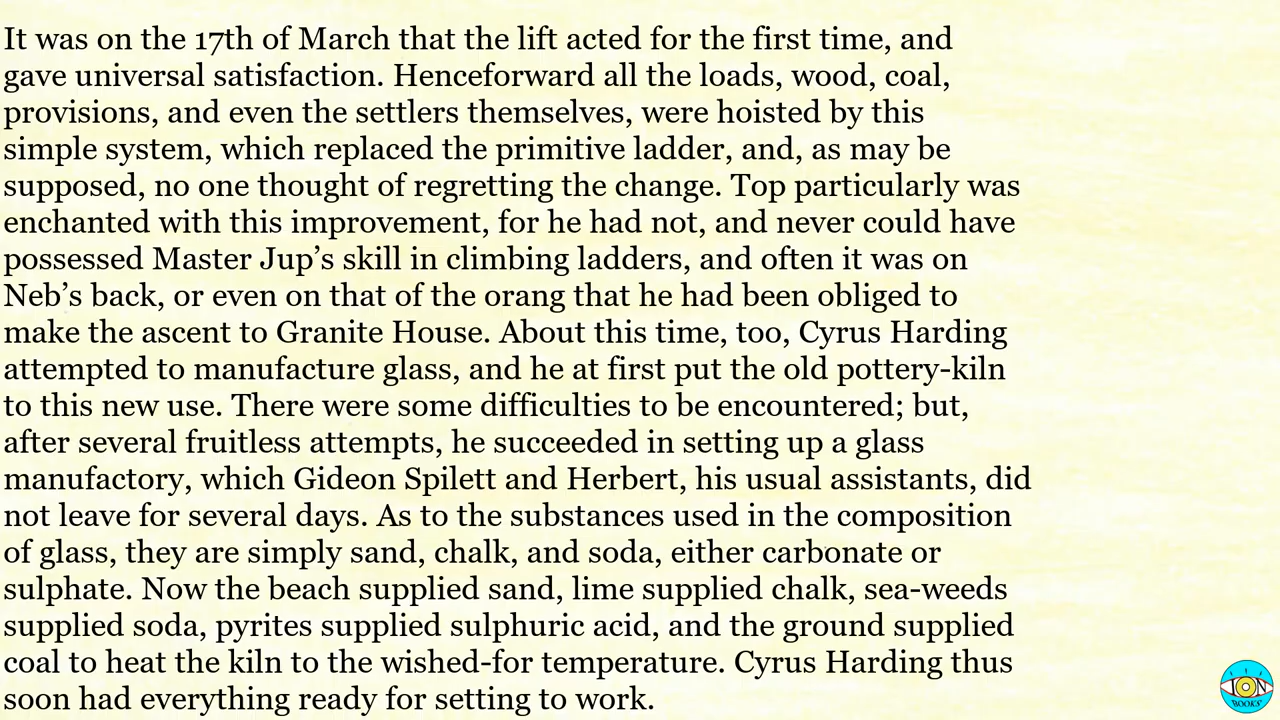 It was on the 17th of March that the lift acted for the first time, and
gave universal satisfaction. Henceforward all the loads, wood, coal,
provisions, and even the settlers themselves, were hoisted by this
simple system, which replaced the primitive ladder, and, as may be
supposed, no one thought of regretting the change. Top particularly was
enchanted with this improvement, for he had not, and never could have
possessed Master Jup’s skill in climbing ladders, and often it was on
Neb’s back, or even on that of the orang that he had been obliged to
make the ascent to Granite House. About this time, too, Cyrus Harding
attempted to manufacture glass, and he at first put the old pottery-kiln
to this new use. There were some difficulties to be encountered; but,
after several fruitless attempts, he succeeded in setting up a glass
manufactory, which Gideon Spilett and Herbert, his usual assistants, did
not leave for several days. As to the substances used in the composition
of glass, they are simply sand, chalk, and soda, either carbonate or
sulphate. Now the beach supplied sand, lime supplied chalk, sea-weeds
supplied soda, pyrites supplied sulphuric acid, and the ground supplied
coal to heat the kiln to the wished-for temperature. Cyrus Harding thus
soon had everything ready for setting to work.
ION
BOOKS